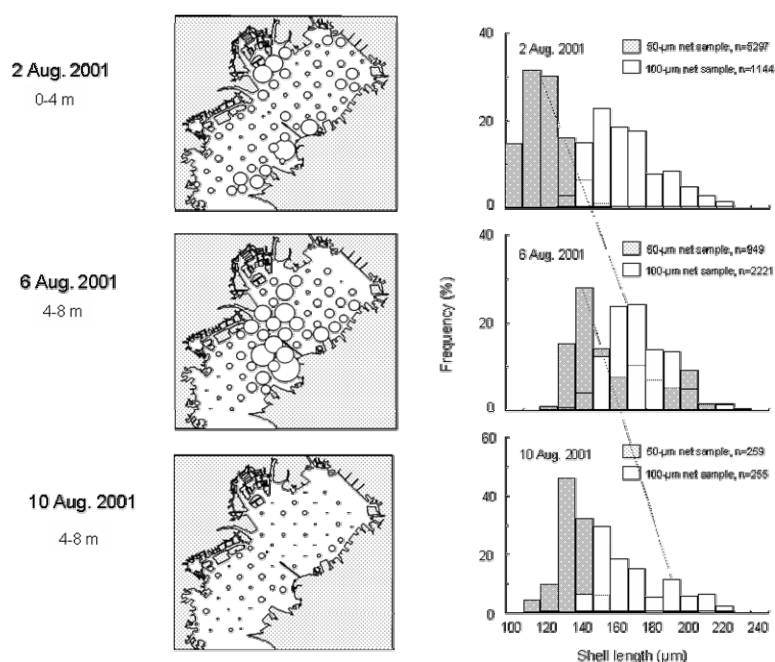 2 Aug. 2001
0-4 m
6 Aug. 2001
4-8 m
10 Aug. 2001
4-8 m
40
20
0
2 Aug. 2001
50-μm net sample, n=5297
100-μm net sample, n=1144
40
20
0
6 Aug. 2001
50-μm net sample, n=949
100-μm net sample, n=2221
Frequency (%)
60
40
20
0
10 Aug. 2001
50-μm net sample, n=259
100-μm net sample, n=255
100 120 140 160 180 200 220 240
Shell length (μm)